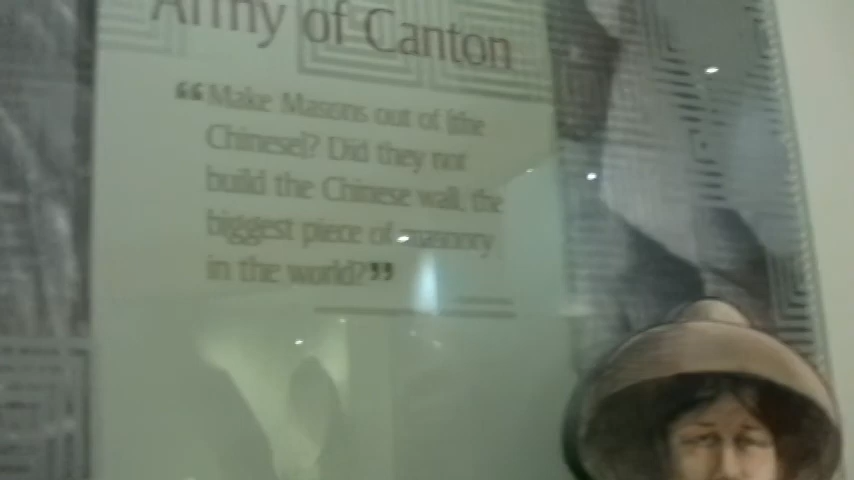 Army of Canton
“Make Masons out of [the
Chinese]? Did they not
build the Chinese wall, the
biggest piece of masonry
in the world?”